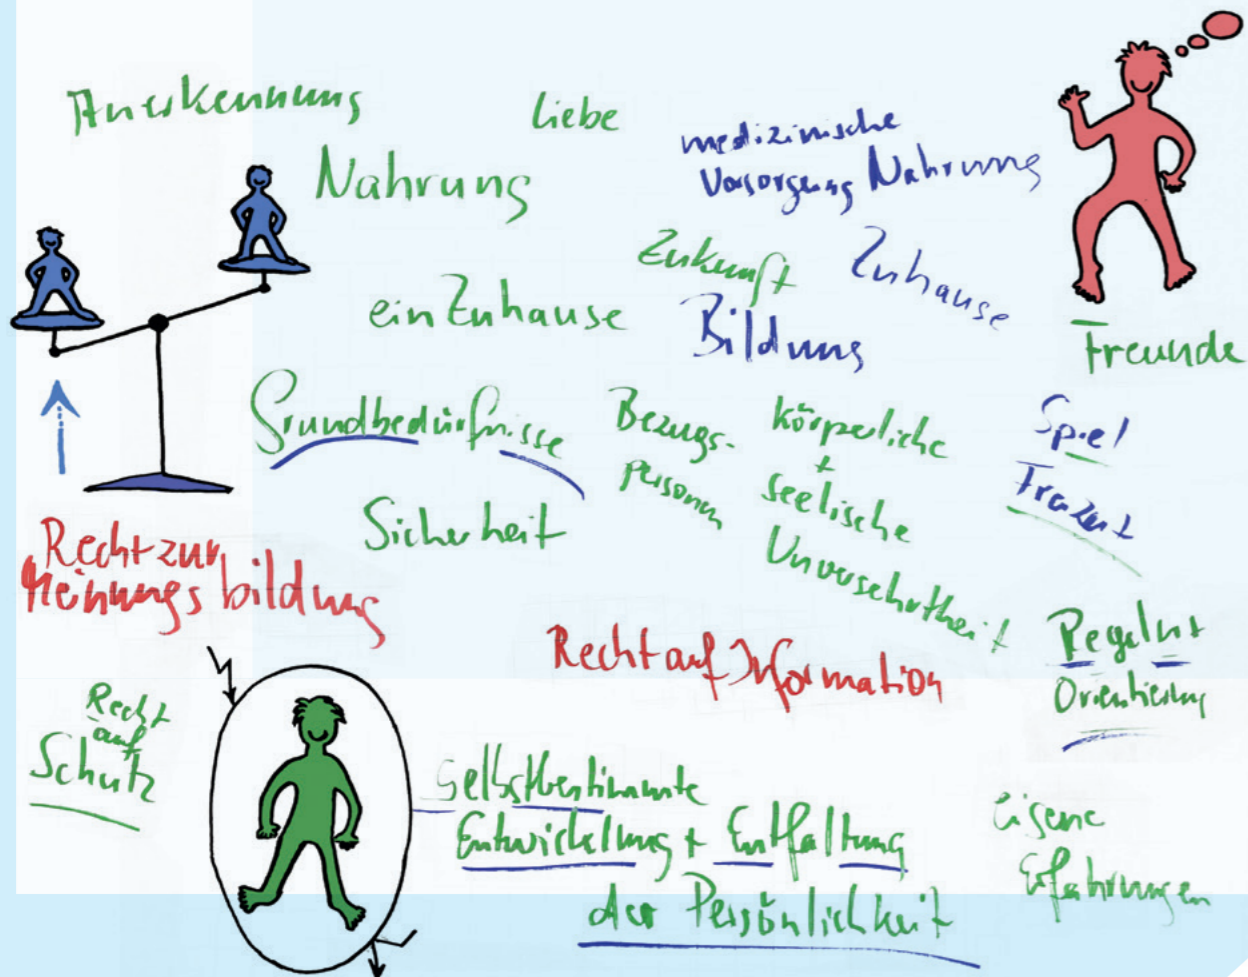 Anerkennung
Liebe
medizinische
Versorgung
Nahrung
Nahrung
Zukunft
Zuhause
ein Zuhause
Bildung
Freunde
Grundbedürfnisse
Bezugs-
personen
körperliche
+
seelische
Unversehrtheit
Spiel
Freizeit
Sicherheit
Recht zur
Meinungsbildung
Recht auf Information
Regeln +
Orientierung
Recht
auf
Schutz
Selbstbestimmte
Entwicklung + Entfaltung
der Persönlichkeit
eigene
Erfahrungen